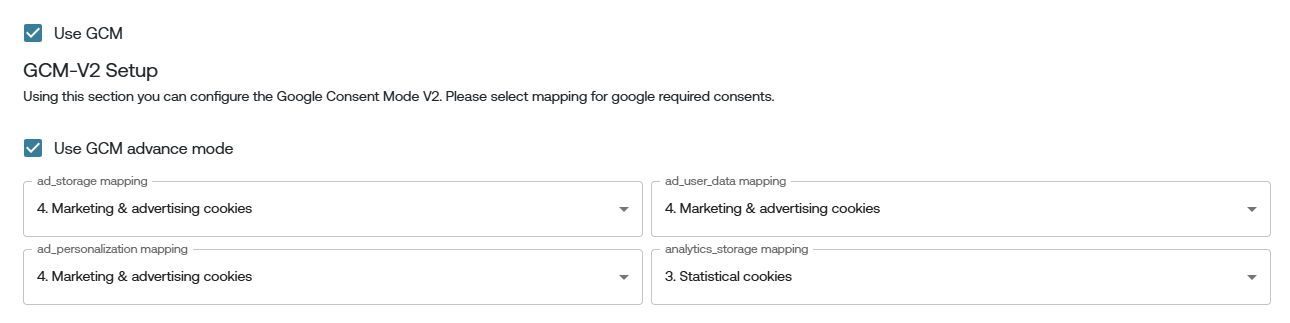 Use GCM
GCM-V2 Setup
Using this section you can configure the Google Consent Mode V2. Please select mapping for google required consents.
Use GCM advance mode
ad_storage mapping
4. Marketing & advertising cookies
ad_user_data mapping
4. Marketing & advertising cookies
ad_personalization mapping
4. Marketing & advertising cookies
analytics_storage mapping
3. Statistical cookies